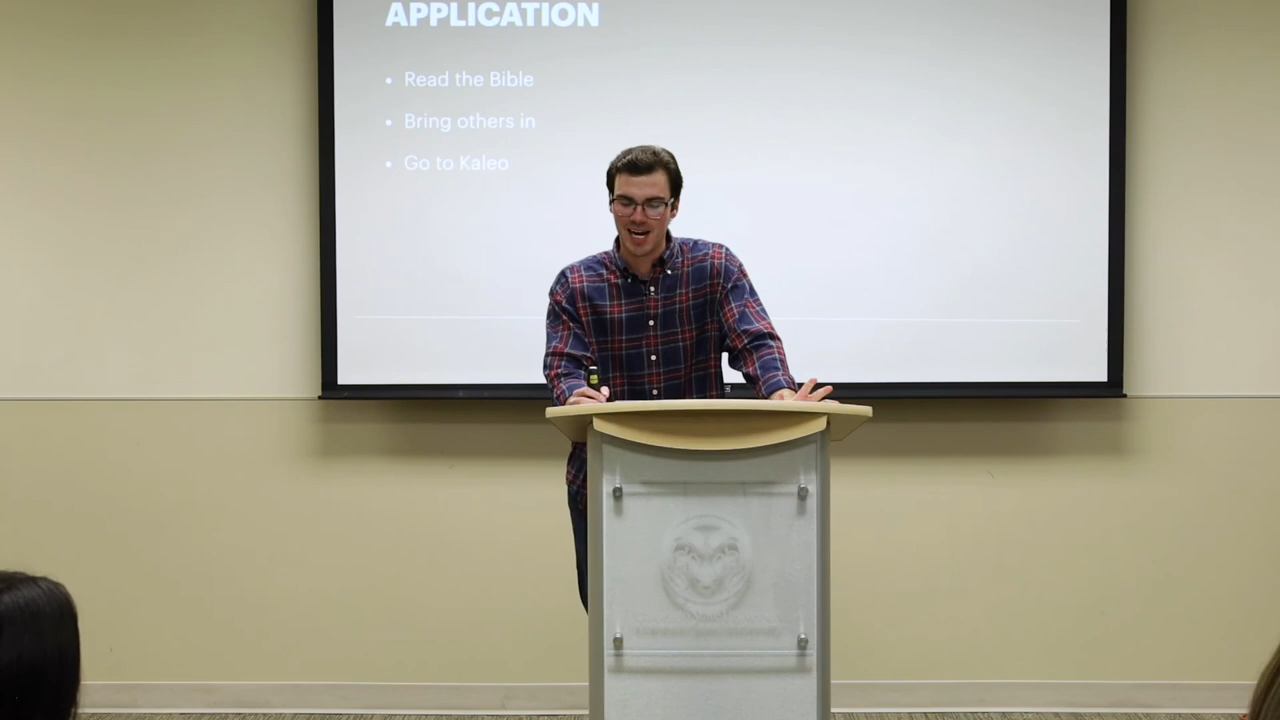 APPLICATION
• Read the Bible
• Bring others in
• Go to Kaleo